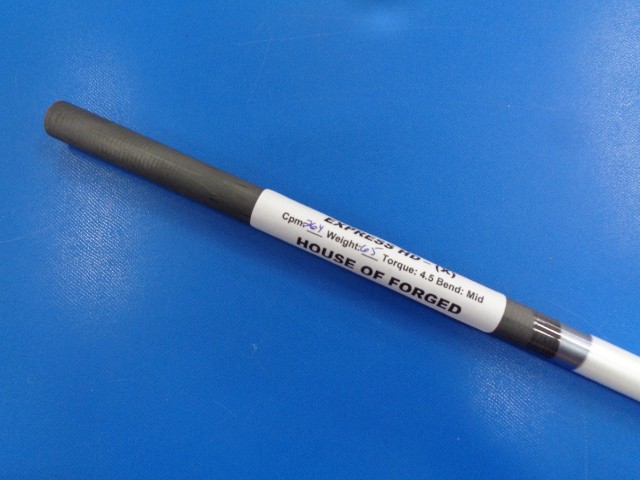 EXPRESS HD - (X)
Cpm: 264 Weight: 65 Torque: 4.5 Bend: Mid
HOUSE OF FORGED